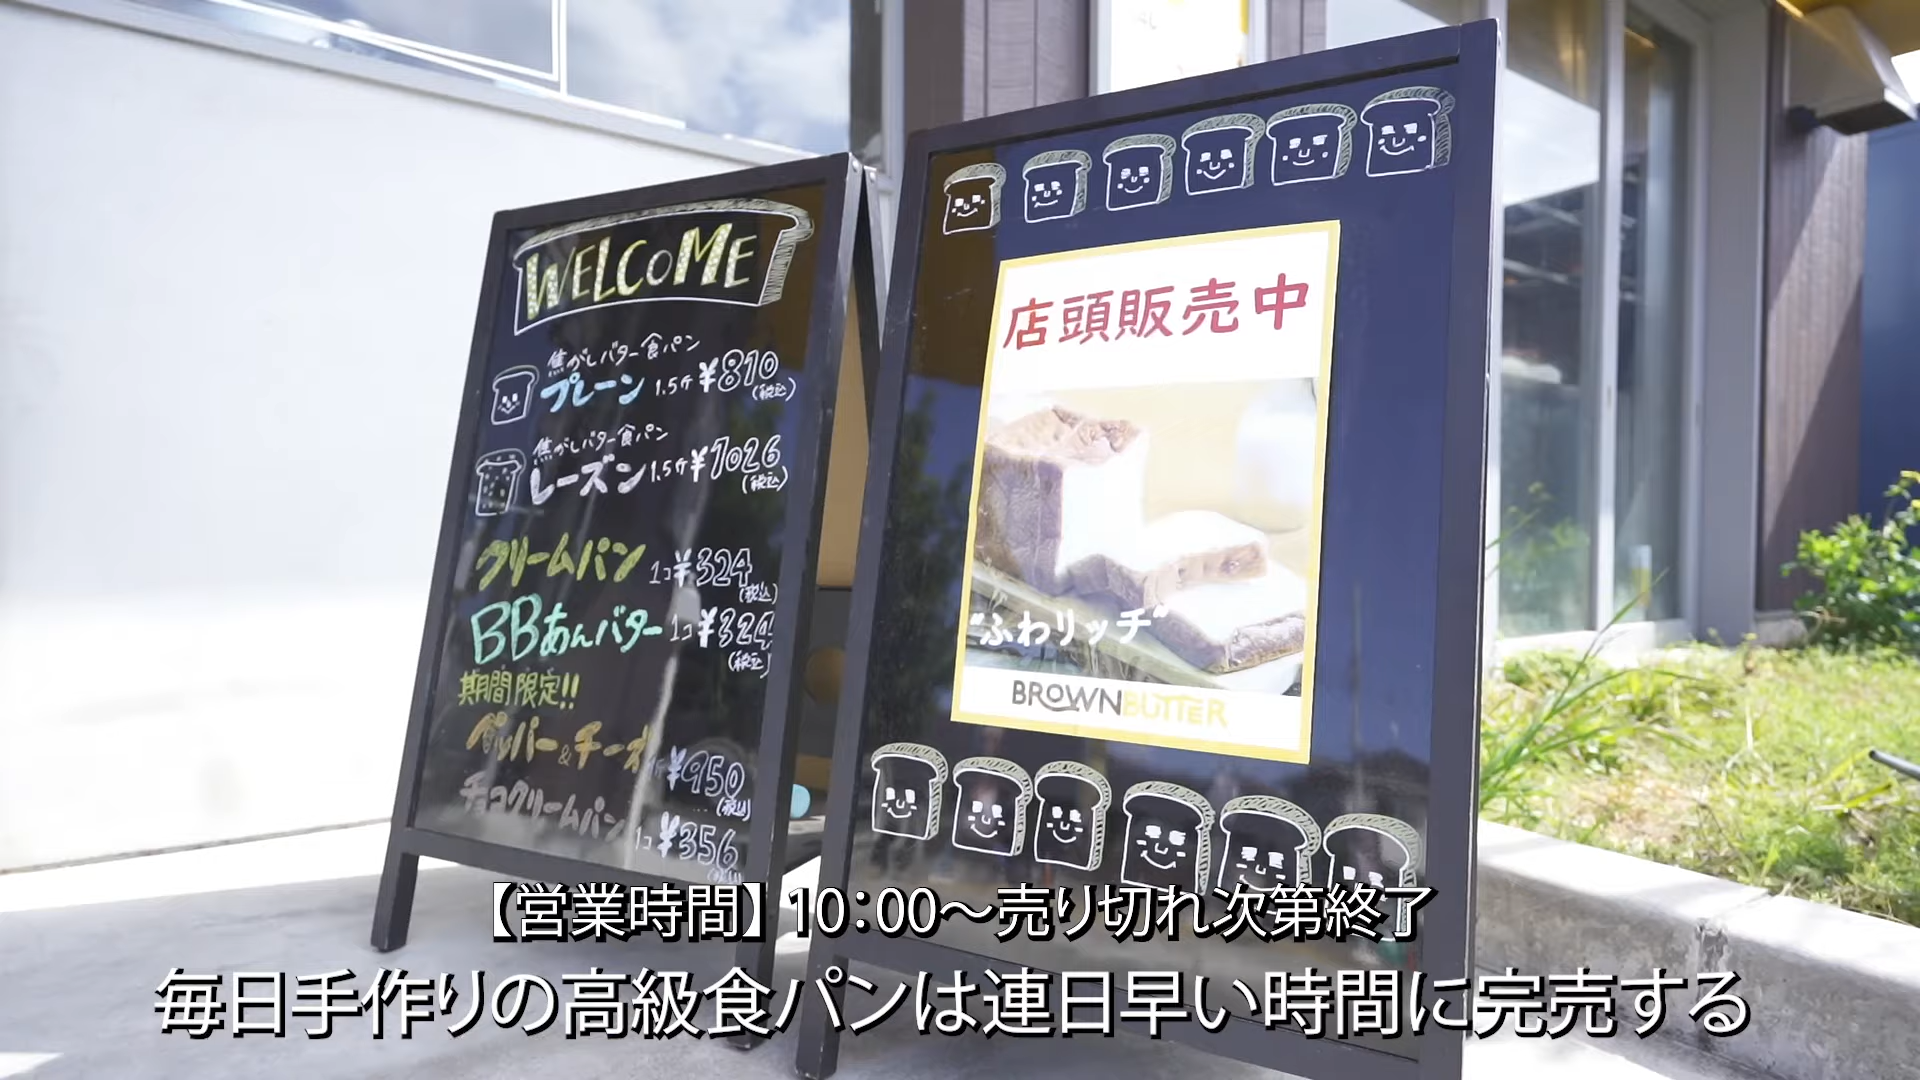 WELCOME
焦がしバター食パン
プレーン 1.5斤 ¥810
(税込)
焦がしバター食パン
レーズン 1.5斤 ¥1026
(税込)
クリームパン 1コ ¥324
(税込)
BBあんバター 1コ ¥324
(税込)
期間限定!!
ペッパー&チーズ ¥950
(税込)
チョコクリームパン 1コ ¥356
店頭販売中
“ふわリッチ”
BROWNBUTTER
【営業時間】10:00～売り切れ次第終了
毎日手作りの高級食パンは連日早い時間に完売する